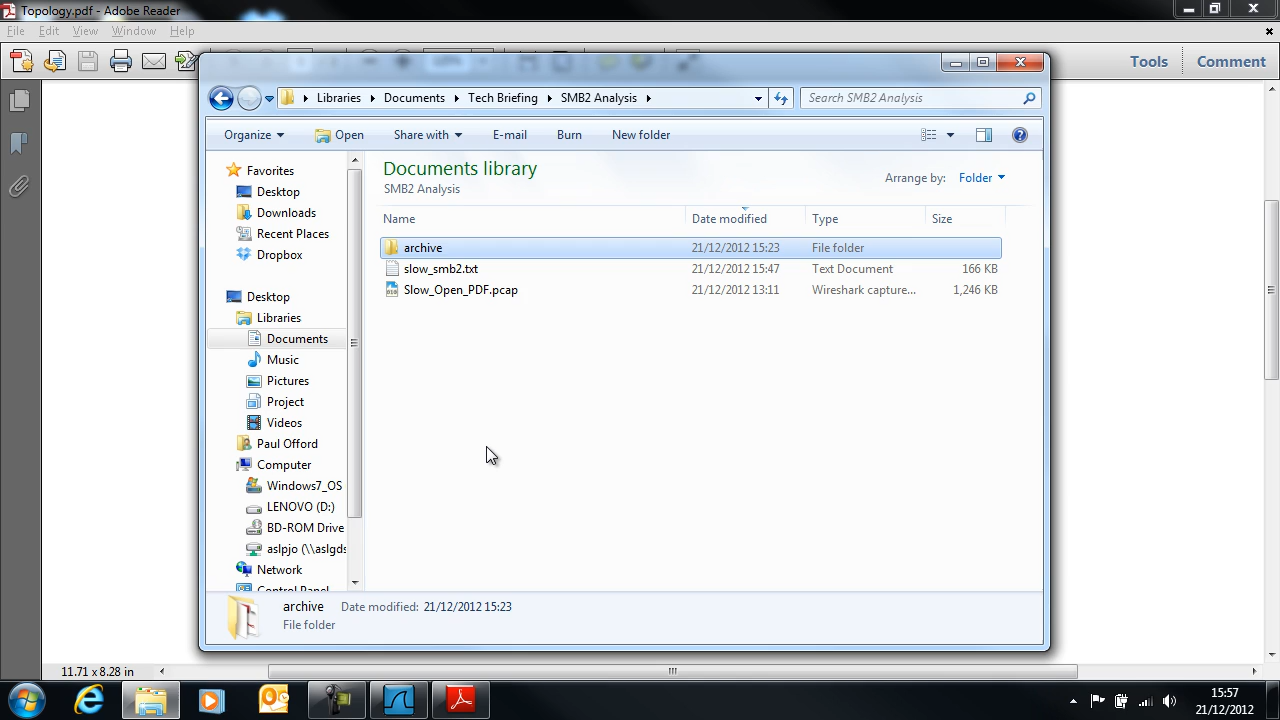 Topology.pdf - Adobe Reader
File Edit View Window Help
Tools Comment
Libraries Documents Tech Briefing SMB2 Analysis
Search SMB2 Analysis
Organize Open Share with E-mail Burn New folder
Favorites
Desktop
Downloads
Recent Places
Dropbox
Desktop
Libraries
Documents
Music
Pictures
Project
Videos
Paul Offord
Computer
Windows7_OS
LENOVO (D:)
BD-ROM Drive
aslpjo (\\aslgds
Network
Control Panel
Documents library
SMB2 Analysis
Arrange by: Folder
Name Date modified Type Size
archive 21/12/2012 15:23 File folder
slow_smb2.txt 21/12/2012 15:47 Text Document 166 KB
Slow_Open_PDF.pcap 21/12/2012 13:11 Wireshark capture... 1,246 KB
archive Date modified: 21/12/2012 15:23
File folder
11.71 x 8.28 in
15:57
21/12/2012